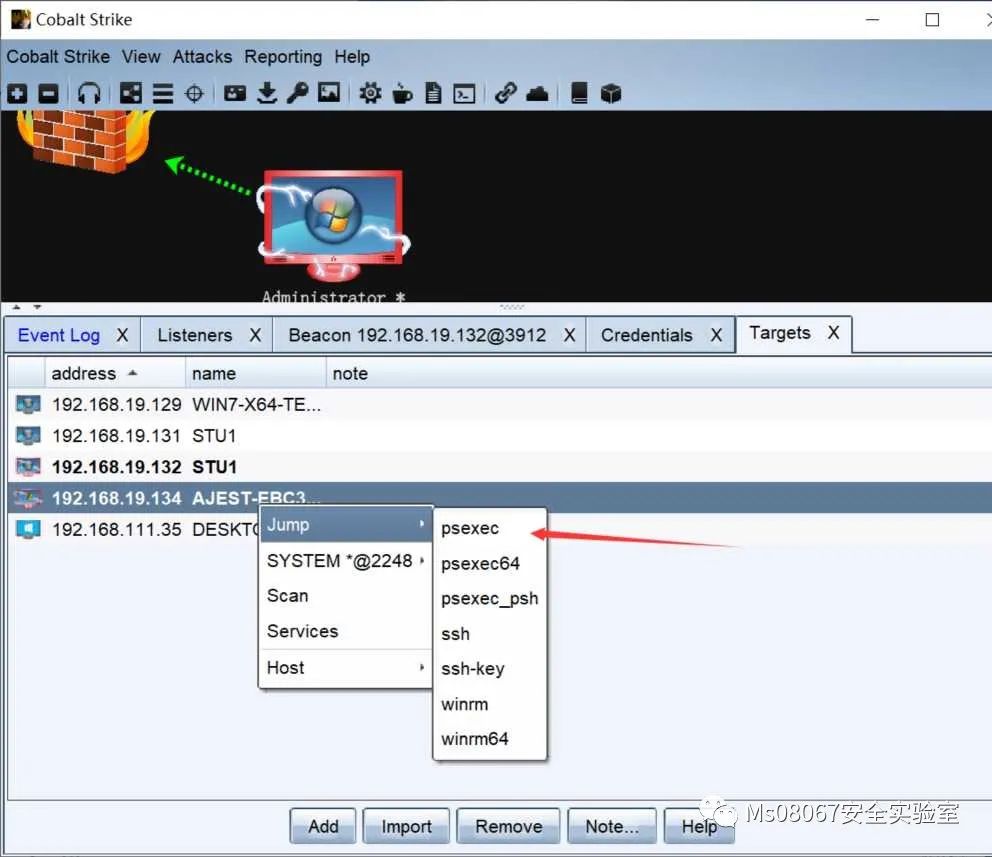 Cobalt Strike
Cobalt Strike View Attacks Reporting Help
Administrator *
Event Log X Listeners X Beacon 192.168.19.132@3912 X Credentials X Targets X
address name note
192.168.19.129 WIN7-X64-TE...
192.168.19.131 STU1
192.168.19.132 STU1
192.168.19.134 AJEST-EBC3...
192.168.111.35 DESKTO
Jump
SYSTEM *@2248
Scan
Services
Host
psexec
psexec64
psexec_psh
ssh
ssh-key
winrm
winrm64
Add Import Remove Note... Help
Ms08067安全实验室